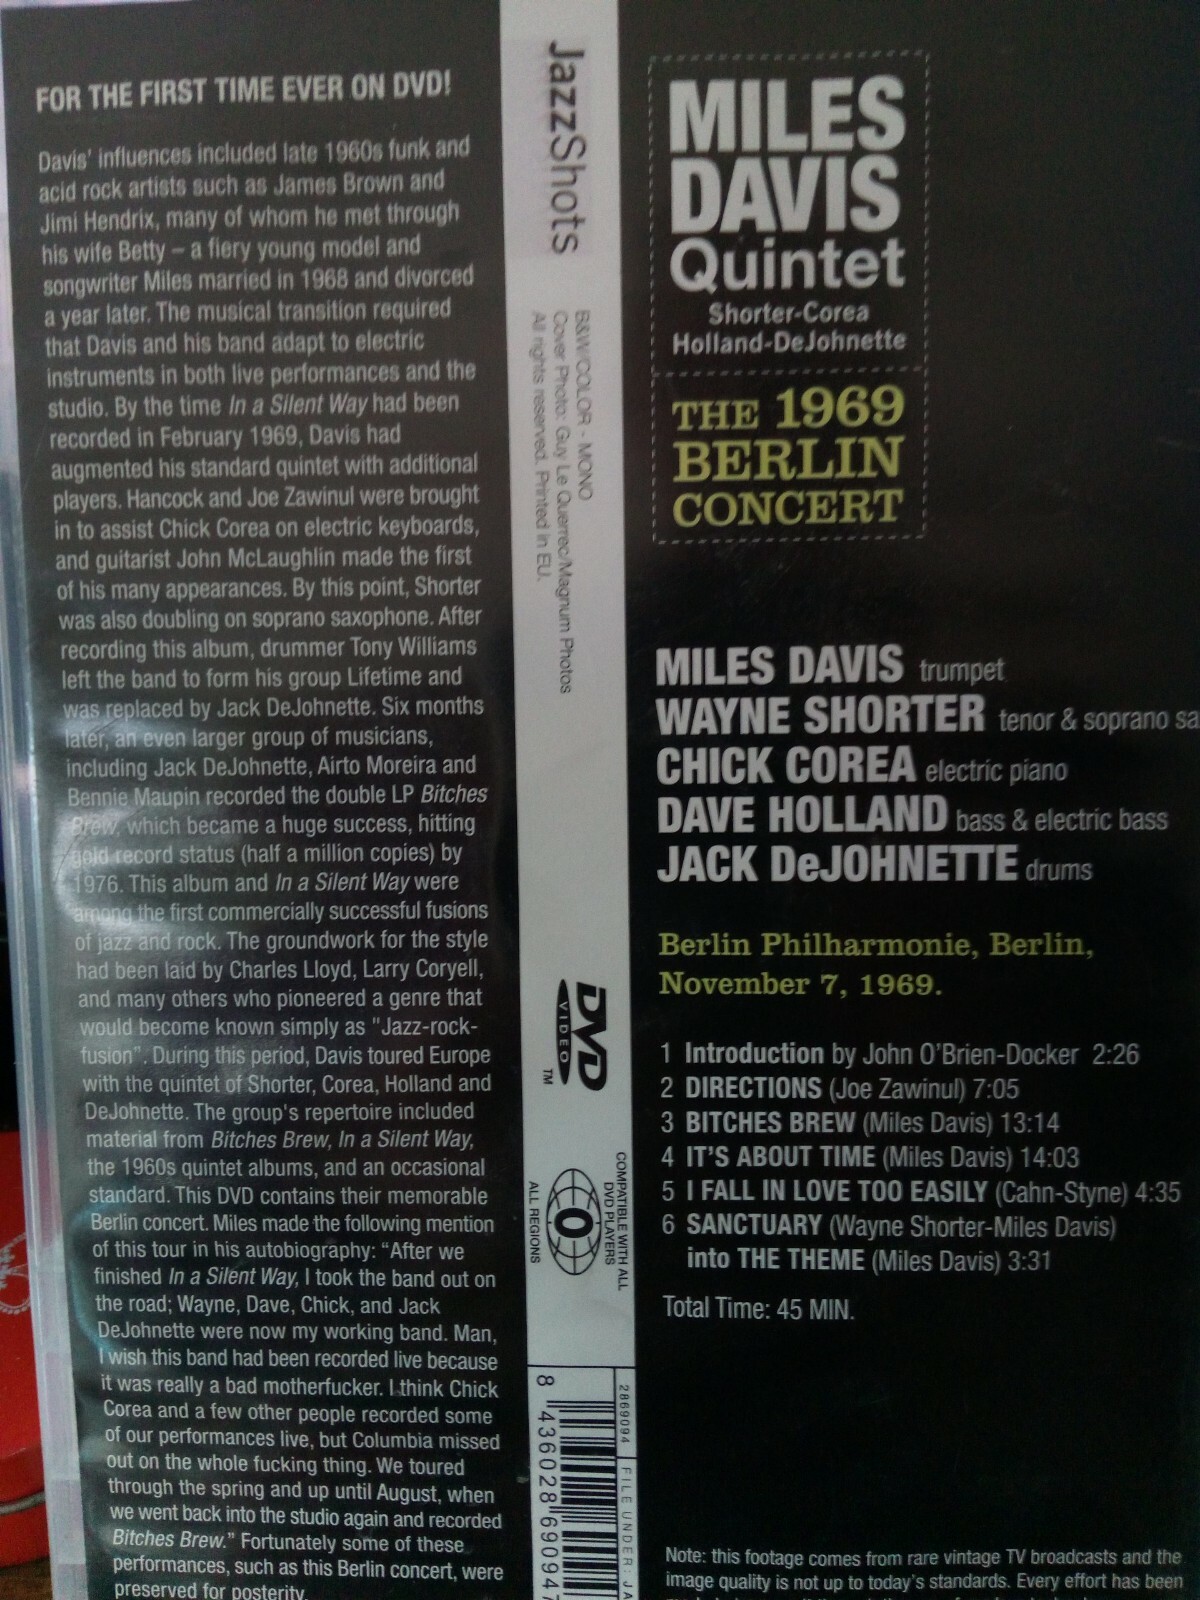 FOR THE FIRST TIME EVER ON DVD!
Davis' influences included late 1960s funk and
acid rock artists such as James Brown and
Jimi Hendrix, many of whom he met through
his wife Betty – a fiery young model and
songwriter Miles married in 1968 and divorced
a year later. The musical transition required
that Davis and his band adapt to electric
instruments in both live performances and the
studio. By the time In a Silent Way had been
recorded in February 1969, Davis had
augmented his standard quintet with additional
players. Hancock and Joe Zawinul were brought
in to assist Chick Corea on electric keyboards,
and guitarist John McLaughlin made the first
of his many appearances. By this point, Shorter
was also doubling on soprano saxophone. After
recording this album, drummer Tony Williams
left the band to form his group Lifetime and
was replaced by Jack DeJohnette. Six months
later, an even larger group of musicians,
including Jack DeJohnette, Airto Moreira and
Bennie Maupin recorded the double LP Bitches
Brew, which became a huge success, hitting
gold record status (half a million copies) by
1976. This album and In a Silent Way were
among the first commercially successful fusions
of jazz and rock. The groundwork for the style
had been laid by Charles Lloyd, Larry Coryell,
and many others who pioneered a genre that
would become known simply as "Jazz-rock-
fusion". During this period, Davis toured Europe
with the quintet of Shorter, Corea, Holland and
DeJohnette. The group's repertoire included
material from Bitches Brew, In a Silent Way,
the 1960s quintet albums, and an occasional
standard. This DVD contains their memorable
Berlin concert. Miles made the following mention
of this tour in his autobiography: “After we
finished In a Silent Way, I took the band out on
the road; Wayne, Dave, Chick, and Jack
DeJohnette were now my working band. Man,
I wish this band had been recorded live because
it was really a bad motherfucker. I think Chick
Corea and a few other people recorded some
of our performances live, but Columbia missed
out on the whole fucking thing. We toured
through the spring and up until August, when
we went back into the studio again and recorded
Bitches Brew.” Fortunately some of these
performances, such as this Berlin concert, were
preserved for posterity.
JazzShots
B&W/COLOR - MONO
Cover Photo: Guy Le Querrec/Magnum Photos
All rights reserved. Printed in EU.
DVD
VIDEO
TM
COMPATIBLE WITH ALL
DVD PLAYERS
0
ALL REGIONS
2869094
FILE UNDER: JA
8 436028 690947
MILES
DAVIS
Quintet
Shorter-Corea
Holland-DeJohnette
THE 1969
BERLIN
CONCERT
MILES DAVIS trumpet
WAYNE SHORTER tenor & soprano sa
CHICK COREA electric piano
DAVE HOLLAND bass & electric bass
JACK DeJOHNETTE drums
Berlin Philharmonie, Berlin,
November 7, 1969.
1 Introduction by John O'Brien-Docker 2:26
2 DIRECTIONS (Joe Zawinul) 7:05
3 BITCHES BREW (Miles Davis) 13:14
4 IT'S ABOUT TIME (Miles Davis) 14:03
5 I FALL IN LOVE TOO EASILY (Cahn-Styne) 4:35
6 SANCTUARY (Wayne Shorter-Miles Davis)
into THE THEME (Miles Davis) 3:31
Total Time: 45 MIN.
Note: this footage comes from rare vintage TV broadcasts and the
image quality is not up to today's standards. Every effort has been